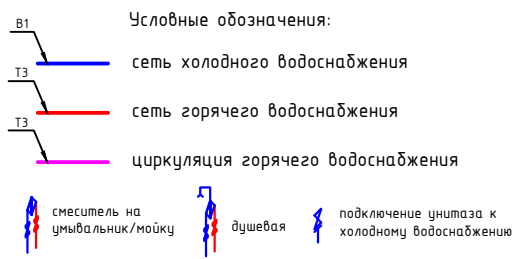 Условные обозначения:
В1
сеть холодного водоснабжения
Т3
сеть горячего водоснабжения
Т3
циркуляция горячего водоснабжения
смеситель на
умывальник/мойку
душевая
подключение унитаза к
холодному водоснабжению